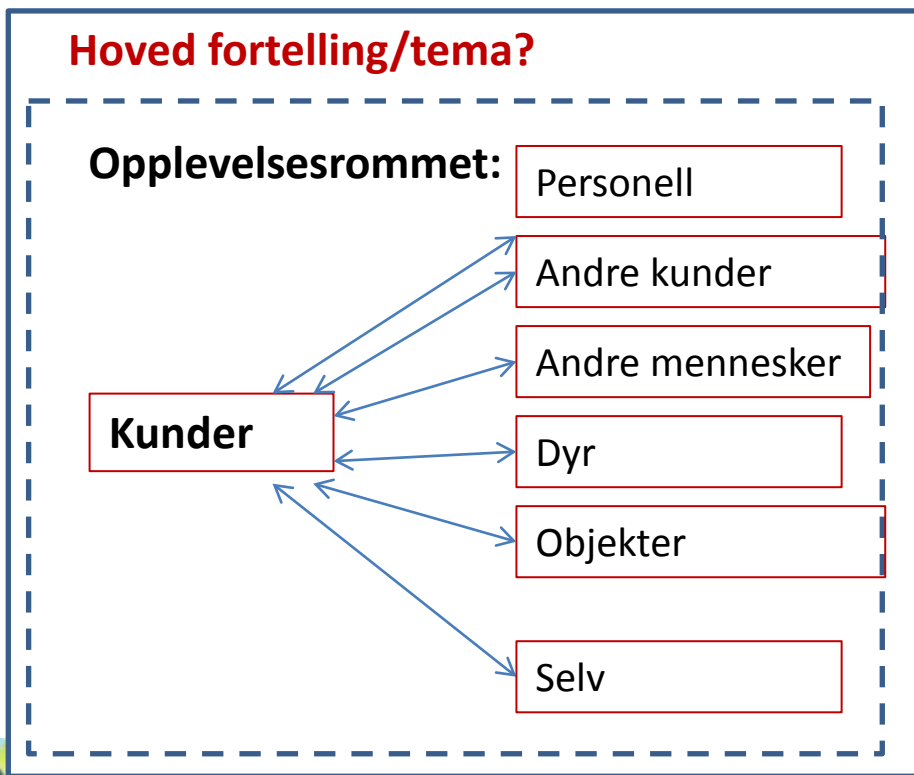 Hoved fortelling/tema?
Opplevelsesrommet:
Personell
Andre kunder
Andre mennesker
Kunder
Dyr
Objekter
Selv